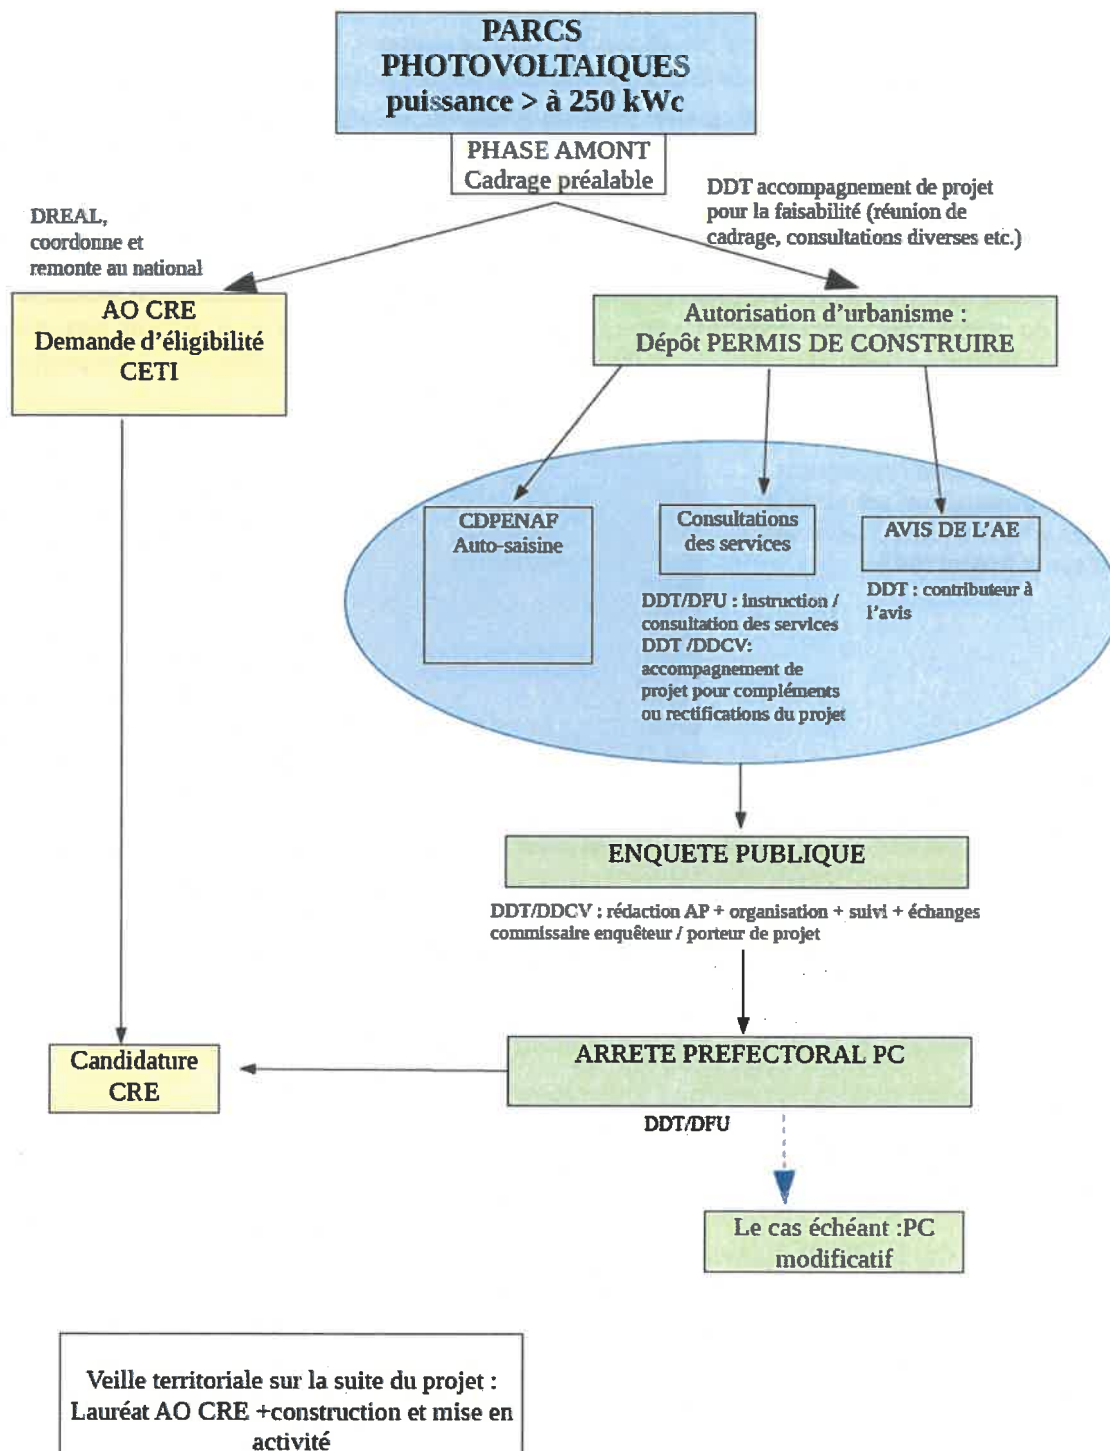 PARCS
PHOTOVOLTAIQUES
puissance > à 250 kWc
PHASE AMONT
Cadrage préalable
DREAL,
coordonne et
remonte au national
DDT accompagnement de projet
pour la faisabilité (réunion de
cadrage, consultations diverses etc.)
AO CRE
Demande d'éligibilité
CETI
Autorisation d'urbanisme :
Dépôt PERMIS DE CONSTRUIRE
CDPENAF
Auto-saisine
Consultations
des services
AVIS DE L'AE
DDT/DFU : instruction /
consultation des services
DDT /DDCV:
accompagnement de
projet pour compléments
ou rectifications du projet
DDT : contributeur à
l'avis
ENQUETE PUBLIQUE
DDT/DDCV : rédaction AP + organisation + suivi + échanges
commissaire enquêteur / porteur de projet
Candidature
CRE
ARRETE PREFECTORAL PC
DDT/DFU
Le cas échéant :PC
modificatif
Veille territoriale sur la suite du projet :
Lauréat AO CRE +construction et mise en
activité